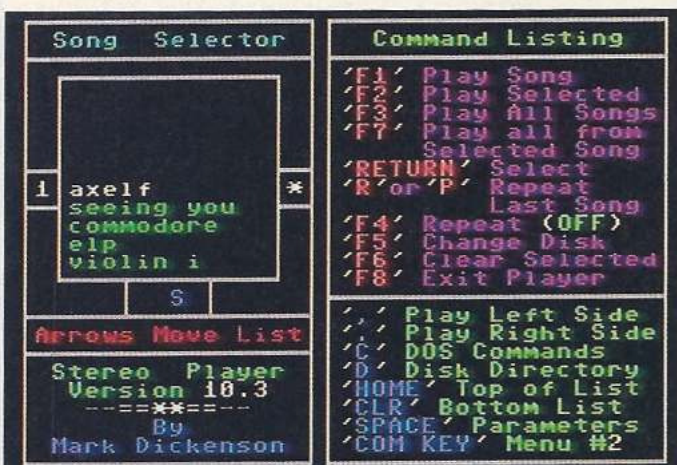 Song Selector
1 axelf *
seeing you
commodore
elp
violin i
S
Arrows Move List
Stereo Player
Version 10.3
--==**==--
By
Mark Dickenson
Command Listing
'F1' Play Song
'F2' Play Selected
'F3' Play All Songs
'F7' Play all from
Selected Song
'RETURN' Select
'R'or'P' Repeat
Last Song
'F4' Repeat (OFF)
'F5' Change Disk
'F6' Clear Selected
'F8' Exit Player
',' Play Left Side
'.' Play Right Side
'C' DOS Commands
'D' Disk Directory
'HOME' Top of List
'CLR' Bottom List
'SPACE' Parameters
'COM KEY' Menu #2